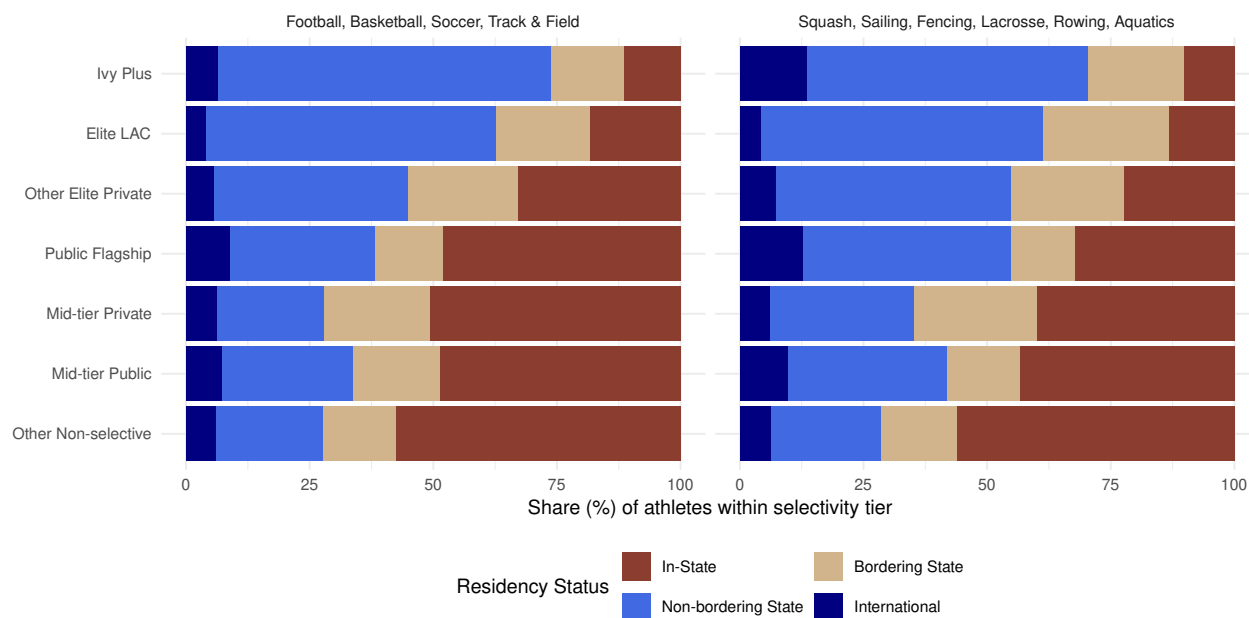 Football, Basketball, Soccer, Track & Field
Squash, Sailing, Fencing, Lacrosse, Rowing, Aquatics
Ivy Plus
Elite LAC
Other Elite Private
Public Flagship
Mid-tier Private
Mid-tier Public
Other Non-selective
0 25 50 75 100 0 25 50 75 100
Share (%) of athletes within selectivity tier
Residency Status
In-State
Bordering State
Non-bordering State
International